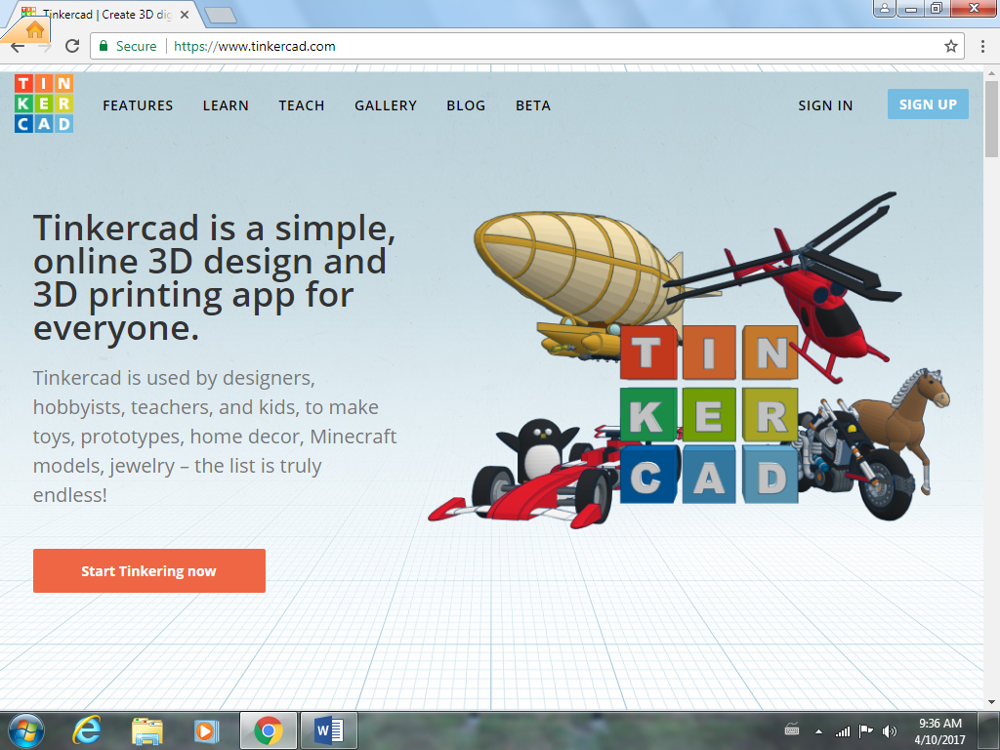 Tinkercad | Create 3D dig
Secure https://www.tinkercad.com
TIN
KER
CAD
FEATURES LEARN TEACH GALLERY BLOG BETA SIGN IN SIGN UP
Tinkercad is a simple,
online 3D design and
3D printing app for
everyone.
Tinkercad is used by designers,
hobbyists, teachers, and kids, to make
toys, prototypes, home decor, Minecraft
models, jewelry – the list is truly
endless!
Start Tinkering now
TIN
KER
CAD
W
9:36 AM
4/10/2017